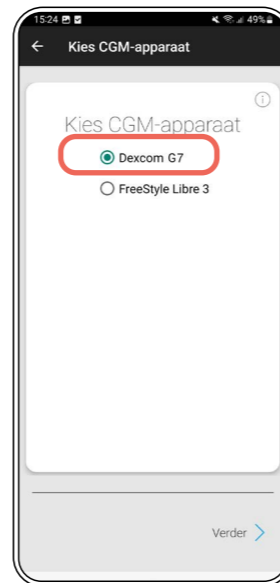 15:24 49%
Kies CGM-apparaat
Kies CGM-apparaat
Dexcom G7
FreeStyle Libre 3
Verder